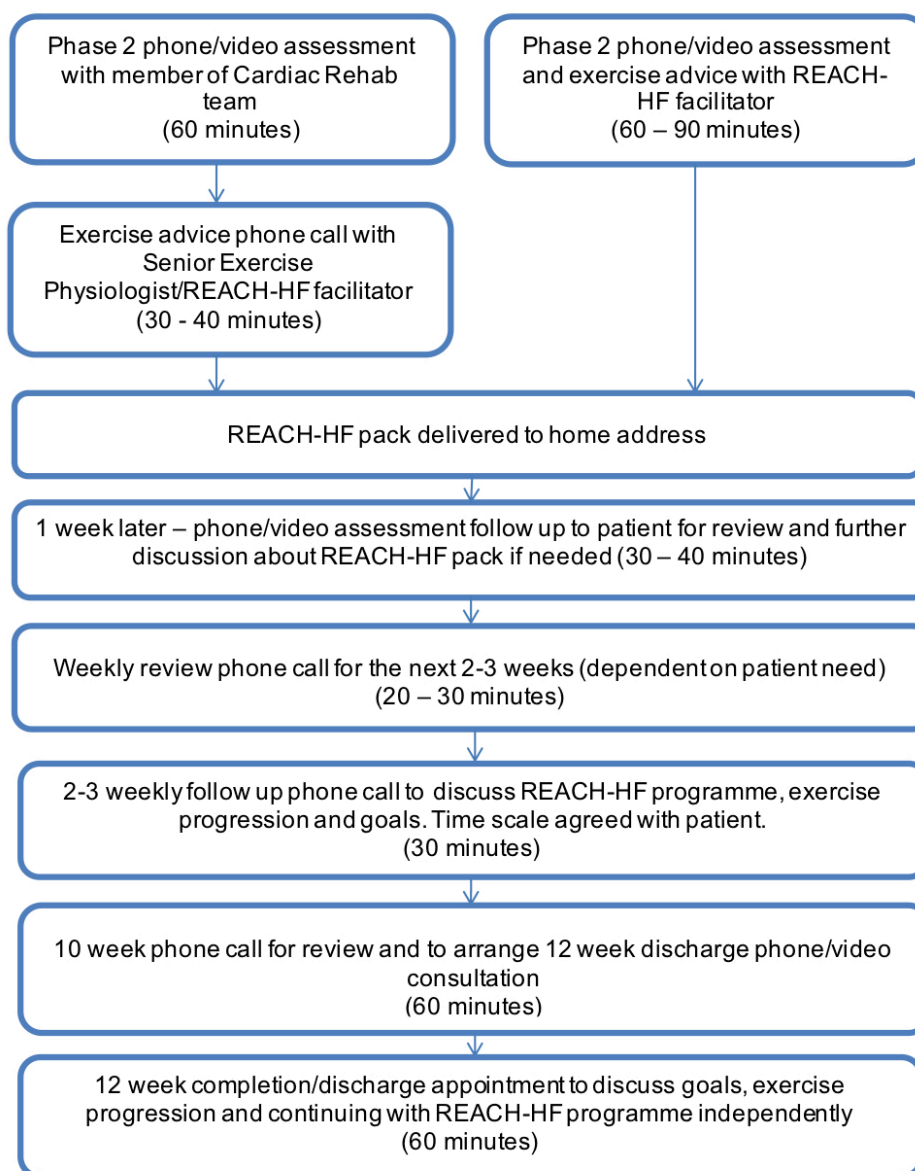 Phase 2 phone/video assessment
with member of Cardiac Rehab
team
(60 minutes)
Phase 2 phone/video assessment
and exercise advice with REACH-
HF facilitator
(60 – 90 minutes)
Exercise advice phone call with
Senior Exercise
Physiologist/REACH-HF facilitator
(30 - 40 minutes)
REACH-HF pack delivered to home address
1 week later – phone/video assessment follow up to patient for review and further
discussion about REACH-HF pack if needed (30 – 40 minutes)
Weekly review phone call for the next 2-3 weeks (dependent on patient need)
(20 – 30 minutes)
2-3 weekly follow up phone call to discuss REACH-HF programme, exercise
progression and goals. Time scale agreed with patient.
(30 minutes)
10 week phone call for review and to arrange 12 week discharge phone/video
consultation
(60 minutes)
12 week completion/discharge appointment to discuss goals, exercise
progression and continuing with REACH-HF programme independently
(60 minutes)